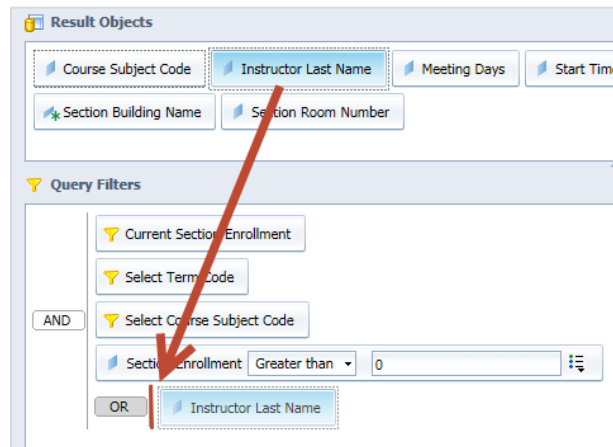 Result Objects
Course Subject Code Instructor Last Name Meeting Days Start Time
Section Building Name Section Room Number
Query Filters
Current Section Enrollment
Select Term Code
AND Select Course Subject Code
Section Enrollment Greater than 0
OR Instructor Last Name